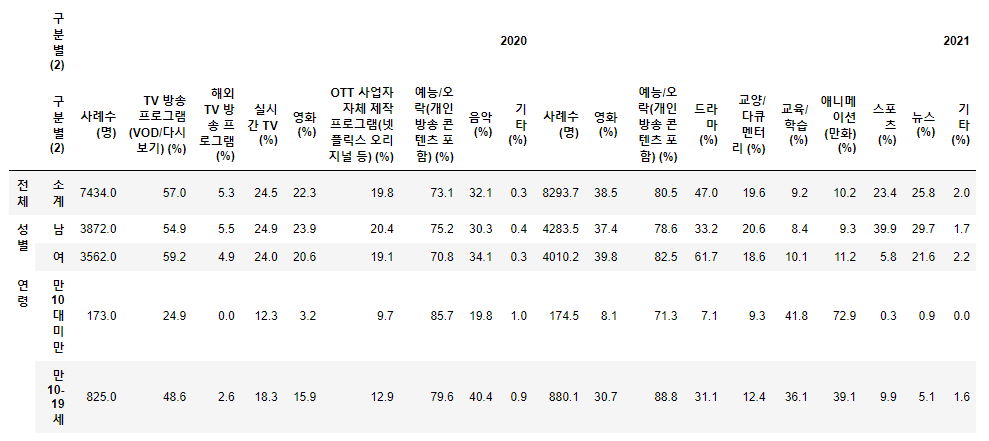 구분별(2) 2020 2021
구분별(2) 사례수(명) TV 방송 프로그램(VOD/다시보기) (%) 해외 TV 방송 프로그램(%) 실시간 TV(%) 영화(%) OTT 사업자 자체 제작 프로그램(넷플릭스 오리지널 등) (%) 예능/오락(개인 방송 콘텐츠 포함) (%) 음악(%) 기타(%) 사례수(명) 영화(%) 예능/오락(개인 방송 콘텐츠 포함) (%) 드라마(%) 교양/다큐멘터리 (%) 교육/학습(%) 애니메이션(만화) (%) 스포츠(%) 뉴스(%) 기타(%)
전체 소계 7434.0 57.0 5.3 24.5 22.3 19.8 73.1 32.1 0.3 8293.7 38.5 80.5 47.0 19.6 9.2 10.2 23.4 25.8 2.0
성별 남 3872.0 54.9 5.5 24.9 23.9 20.4 75.2 30.3 0.4 4283.5 37.4 78.6 33.2 20.6 8.4 9.3 39.9 29.7 1.7
여 3562.0 59.2 4.9 24.0 20.6 19.1 70.8 34.1 0.3 4010.2 39.8 82.5 61.7 18.6 10.1 11.2 5.8 21.6 2.2
연령 만10대미만 173.0 24.9 0.0 12.3 3.2 9.7 85.7 19.8 1.0 174.5 8.1 71.3 7.1 9.3 41.8 72.9 0.3 0.9 0.0
만10-19세 825.0 48.6 2.6 18.3 15.9 12.9 79.6 40.4 0.9 880.1 30.7 88.8 31.1 12.4 36.1 39.1 9.9 5.1 1.6